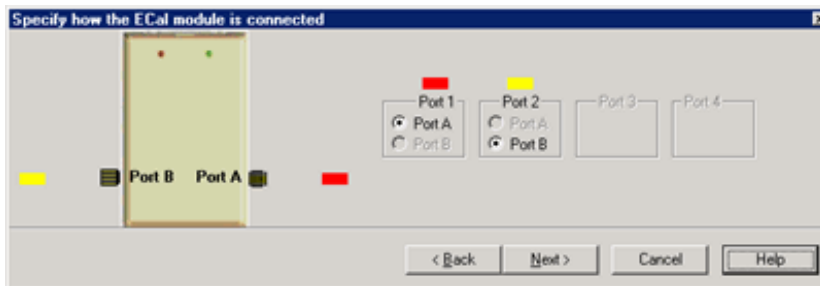 Specify how the ECal module is connected
Port 1
Port A
Port B
Port 2
Port A
Port B
Port 3
Port 4
Port B
Port A
< Back
Next >
Cancel
Help